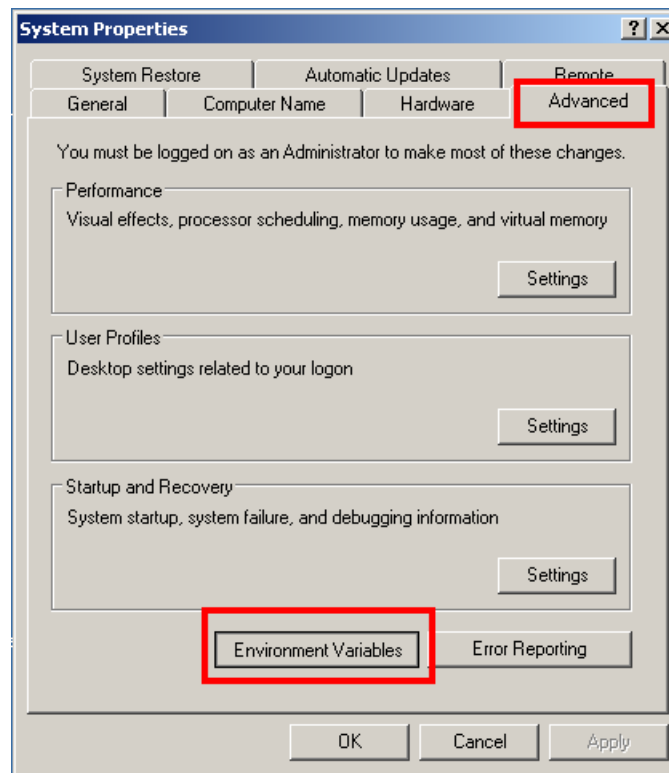 System Properties
System Restore Automatic Updates Remote
General Computer Name Hardware Advanced
You must be logged on as an Administrator to make most of these changes.
Performance
Visual effects, processor scheduling, memory usage, and virtual memory
Settings
User Profiles
Desktop settings related to your logon
Settings
Startup and Recovery
System startup, system failure, and debugging information
Settings
Environment Variables Error Reporting
OK Cancel Apply